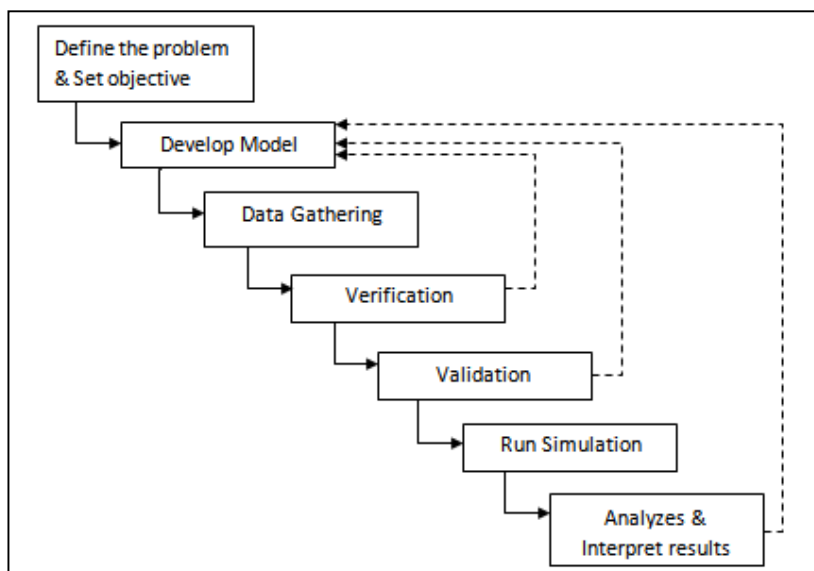 Define the problem
& Set objective
Develop Model
Data Gathering
Verification
Validation
Run Simulation
Analyzes &
Interpret results